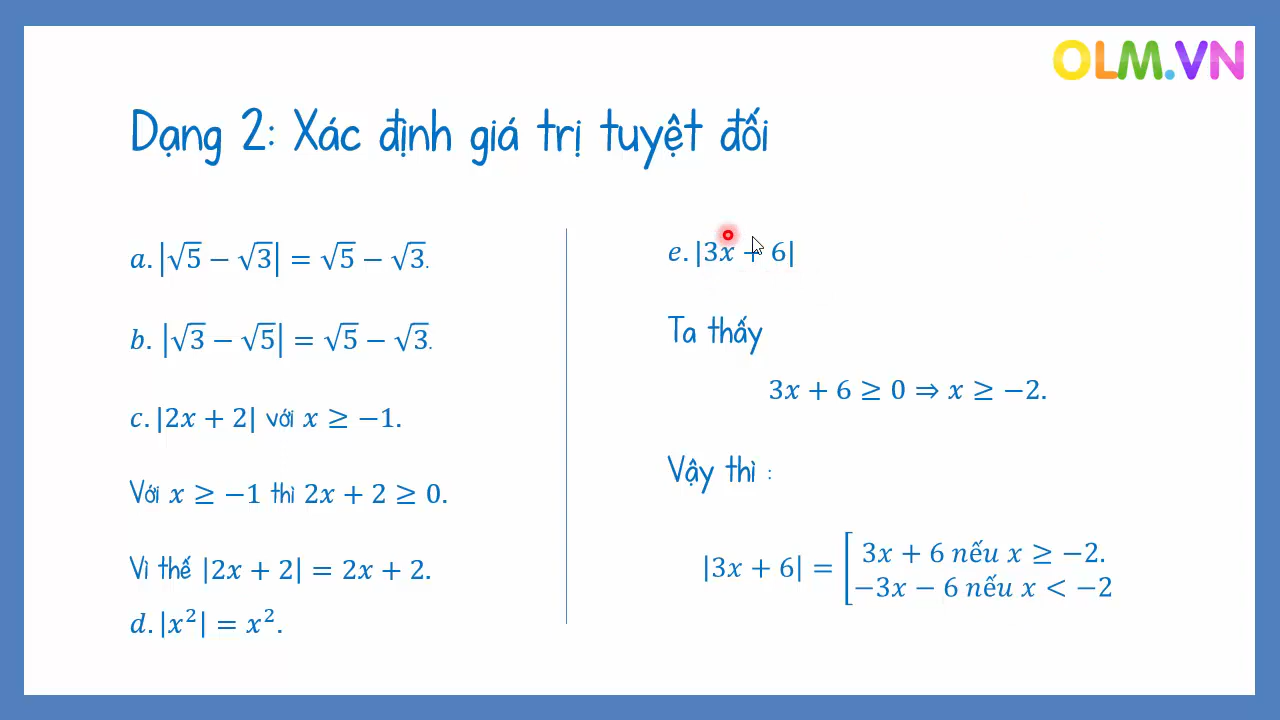 OLM.VN
Dạng 2: Xác định giá trị tuyệt đối
a. |√5 − √3| = √5 − √3.
b. |√3 − √5| = √5 − √3.
c. |2x + 2| với x ≥ −1.
Với x ≥ −1 thì 2x + 2 ≥ 0.
Vì thế |2x + 2| = 2x + 2.
d. |x²| = x².
e. |3x + 6|
Ta thấy
3x + 6 ≥ 0 ⇒ x ≥ −2.
Vậy thì :
|3x + 6| = [ 3x + 6 nếu x ≥ −2.
−3x − 6 nếu x < −2